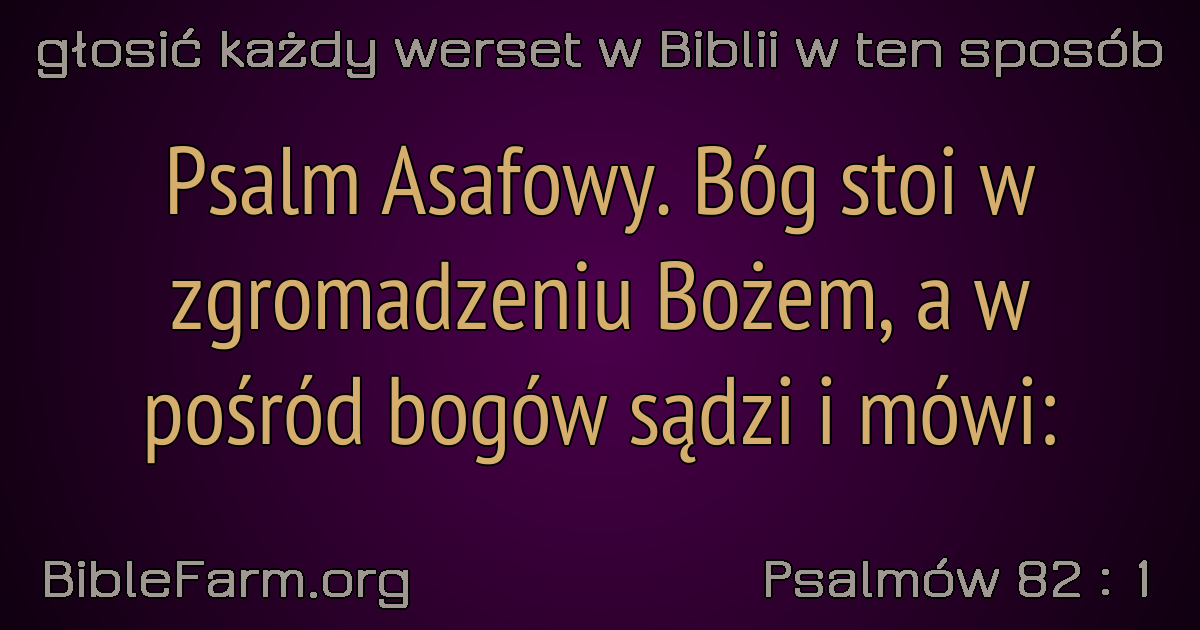 głosić każdy werset w Biblii w ten sposób
Psalm Asafowy. Bóg stoi w
zgromadzeniu Bożem, a w
pośród bogów sądzi i mówi:
BibleFarm.org
Psalmów 82 : 1